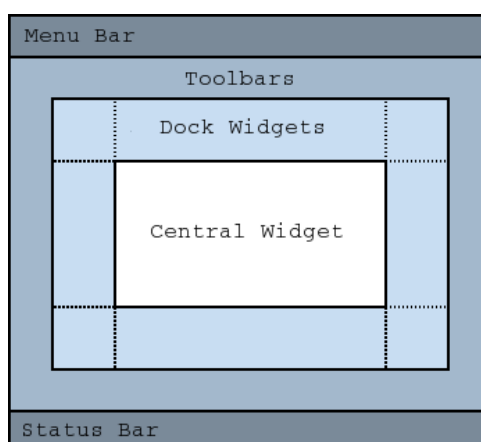 Menu Bar
Toolbars
Dock Widgets
Central Widget
Status Bar